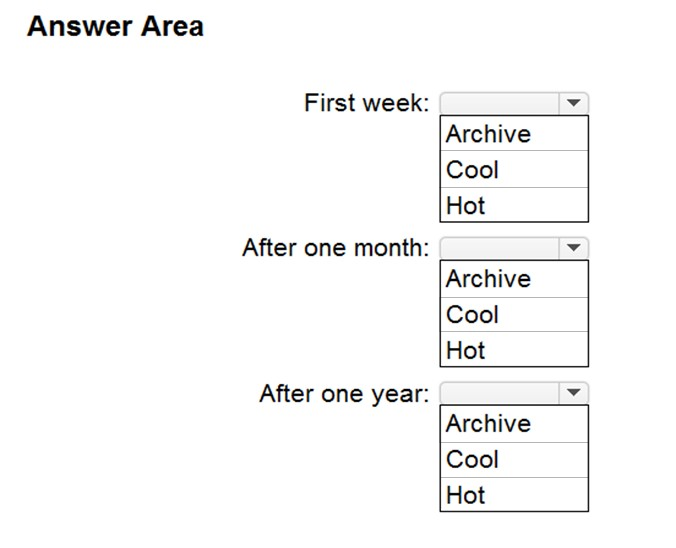 Answer Area
First week:
Archive
Cool
Hot
After one month:
Archive
Cool
Hot
After one year:
Archive
Cool
Hot